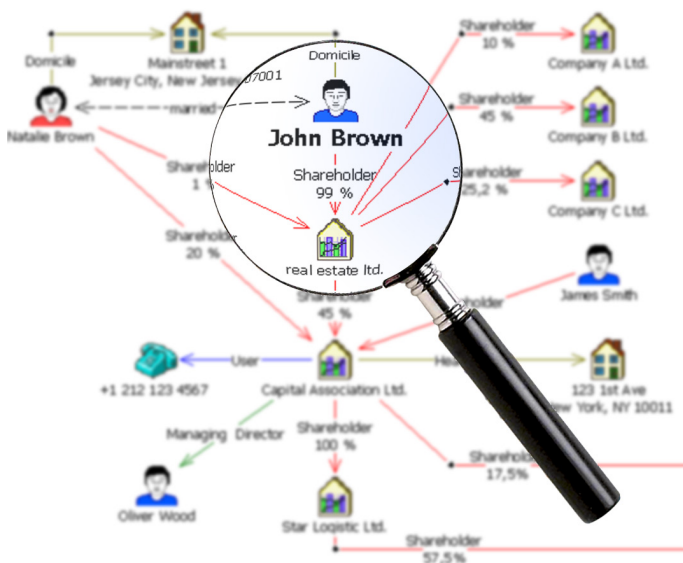 Shareholder
10 %
Company A Ltd.
Domicile
Mainstreet 1
Jersey City, New Jersey
07001
Domicile
married
Natalie Brown
John Brown
Shareholder
45 %
Company B Ltd.
Shareholder
1 %
Shareholder
99 %
25,2 %
Company C Ltd.
Shareholder
20 %
real estate ltd.
Shareholder
45 %
James Smith
User
+1 212 123 4567
Capital Association Ltd.
123 1st Ave
New York, NY 10011
Managing Director
Shareholder
100 %
Shareholder
17,5%
Oliver Wood
Star Logistic Ltd.
Shareholder
57,5%